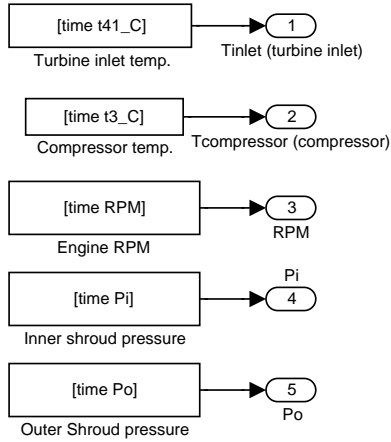 [time t41_C]
1
Turbine inlet temp.
Tinlet (turbine inlet)
[time t3_C]
2
Compressor temp.
Tcompressor (compressor)
[time RPM]
3
Engine RPM
RPM
Pi
[time Pi]
4
Inner shroud pressure
[time Po]
5
Outer Shroud pressure
Po